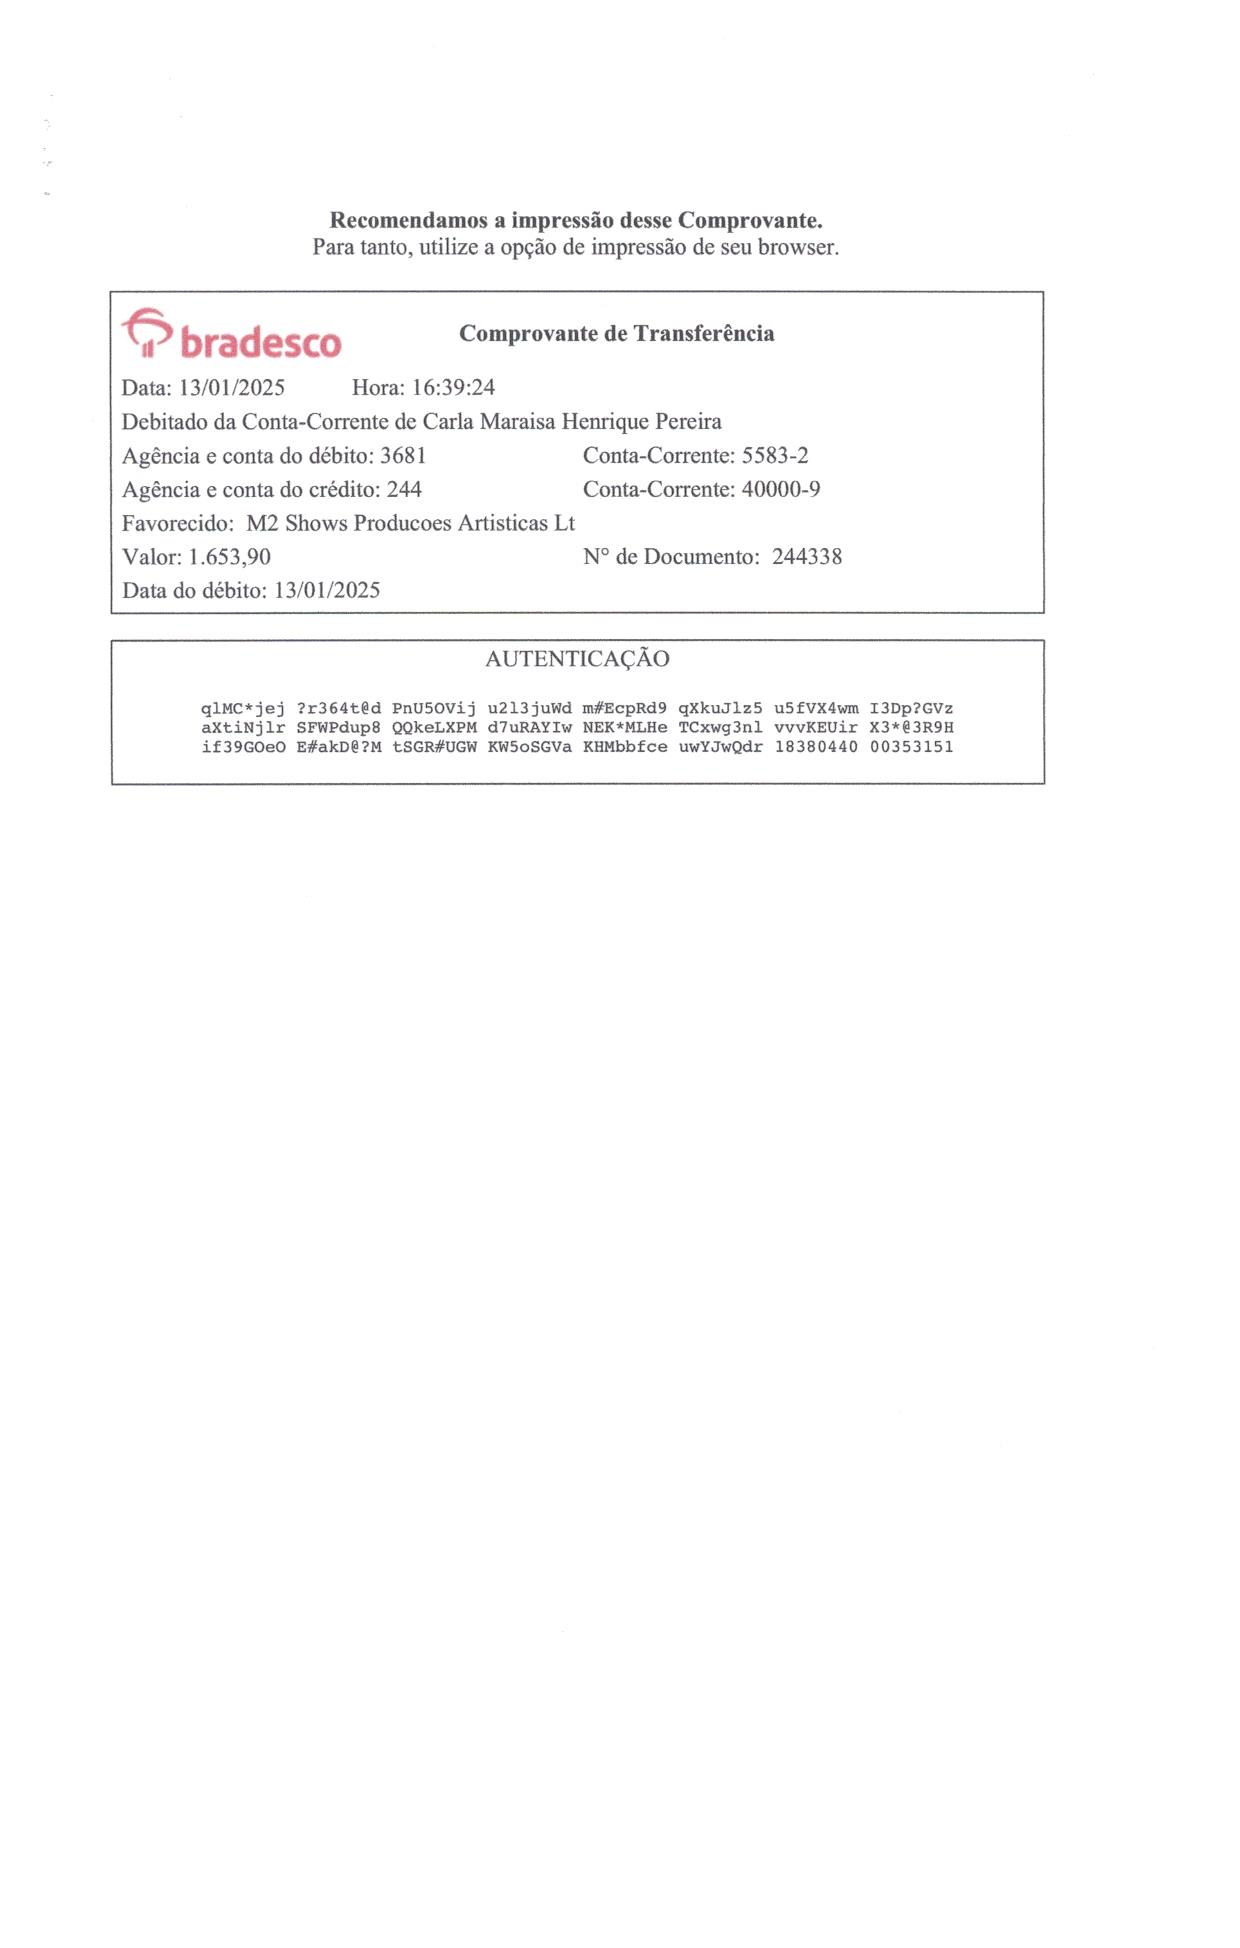 Recomendamos a impressão desse Comprovante.
Para tanto, utilize a opção de impressão de seu browser.
bradesco
Comprovante de Transferência
Data: 13/01/2025 Hora: 16:39:24
Debitado da Conta-Corrente de Carla Maraisa Henrique Pereira
Agência e conta do débito: 3681 Conta-Corrente: 5583-2
Agência e conta do crédito: 244 Conta-Corrente: 40000-9
Favorecido: M2 Shows Producoes Artisticas Lt
Valor: 1.653,90 N° de Documento: 244338
Data do débito: 13/01/2025
AUTENTICAÇÃO
qlMC*jej ?r364t@d PnU5OVij u2l3juWd m#EcpRd9 qXkuJlz5 u5fVX4wm I3Dp?GVz
aXtiNjlr SFWPdup8 QQkeLXPM d7uRAYIw NEK*MLHe TCxwg3nl vvvKEUir X3*@3R9H
if39GOeO E#akD@?M tSGR#UGW KW5oSGVa KHMbbfce uwYJwQdr 18380440 00353151